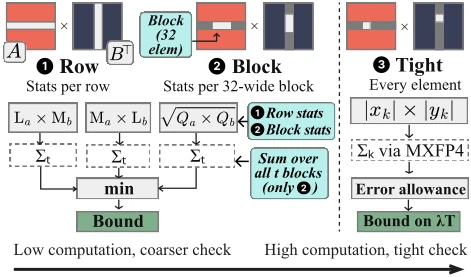 A
×
B⊤
Block
(32
elem)
×
×
❶ Row
❷ Block
❸ Tight
Stats per row
Stats per 32-wide block
Every element
Lₐ × M_b
Mₐ × L_b
√(Qₐ × Q_b)
❶ Row stats
❷ Block stats
|xₖ| × |yₖ|
Σₜ
Σₜ
Σₜ
Sum over
all t blocks
(only ❷)
Σₖ via MXFP4
min
Error allowance
Bound
Bound on λT
Low computation, coarser check
High computation, tight check